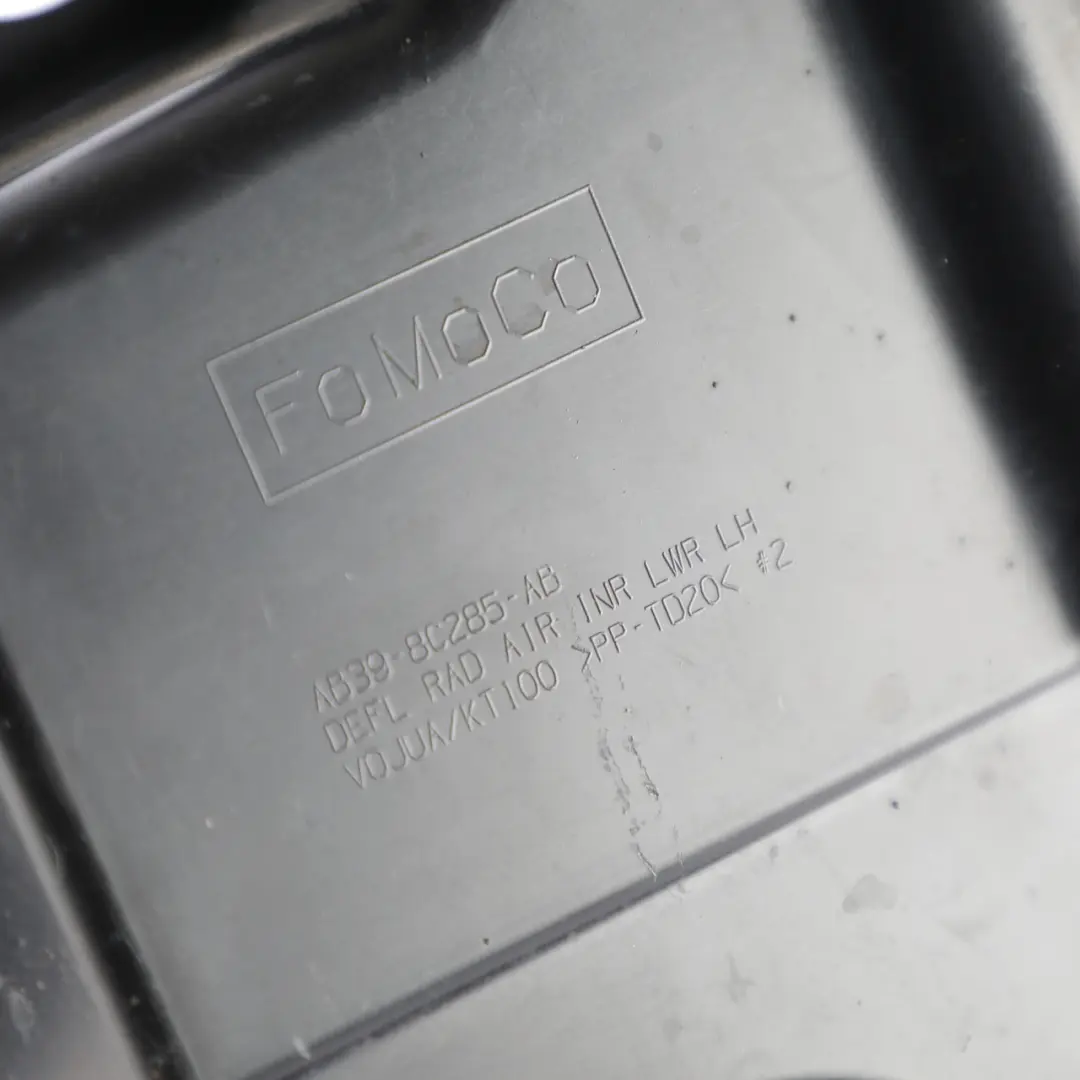 FoMoCo
AB39-8C285-AB
DEFL RAD AIR INR LWR LH
VOJUA/KT100 >PP-TD20< #2